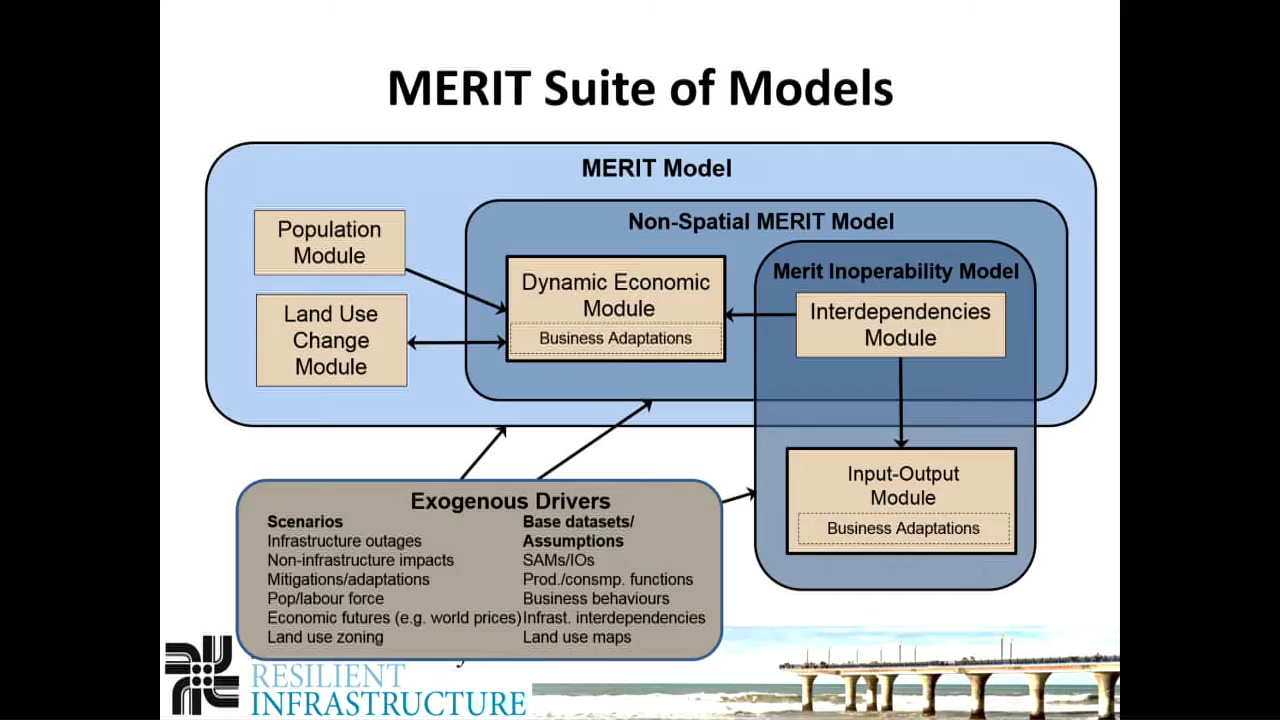 MERIT Suite of Models
MERIT Model
Non-Spatial MERIT Model
Merit Inoperability Model
Population
Module
Land Use
Change
Module
Dynamic Economic
Module
Business Adaptations
Interdependencies
Module
Input-Output
Module
Business Adaptations
Exogenous Drivers
Scenarios
Infrastructure outages
Non-infrastructure impacts
Mitigations/adaptations
Pop/labour force
Economic futures (e.g. world prices)
Land use zoning
Base datasets/
Assumptions
SAMs/IOs
Prod./consmp. functions
Business behaviours
Infrast. interdependencies
Land use maps
RESILIENT
INFRASTRUCTURE